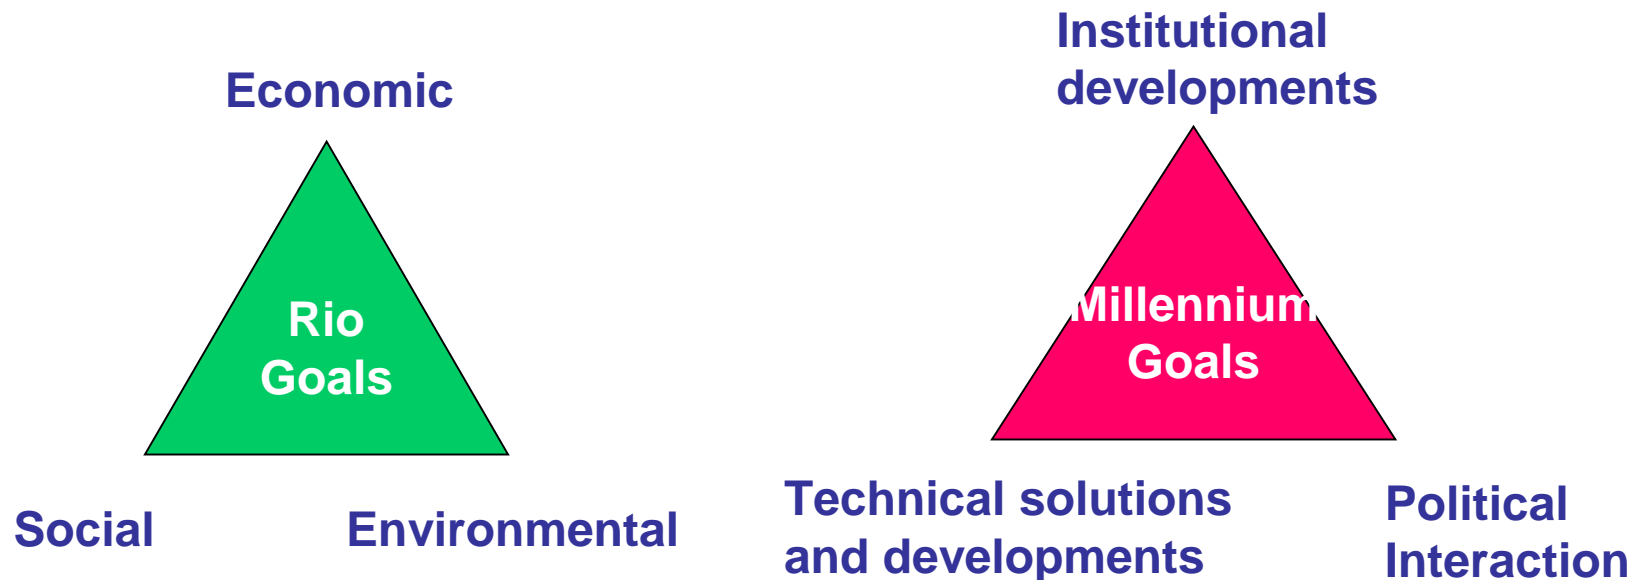 Economic
Rio
Goals
Social
Environmental
Institutional
developments
Millennium
Goals
Technical solutions
and developments
Political
Interaction